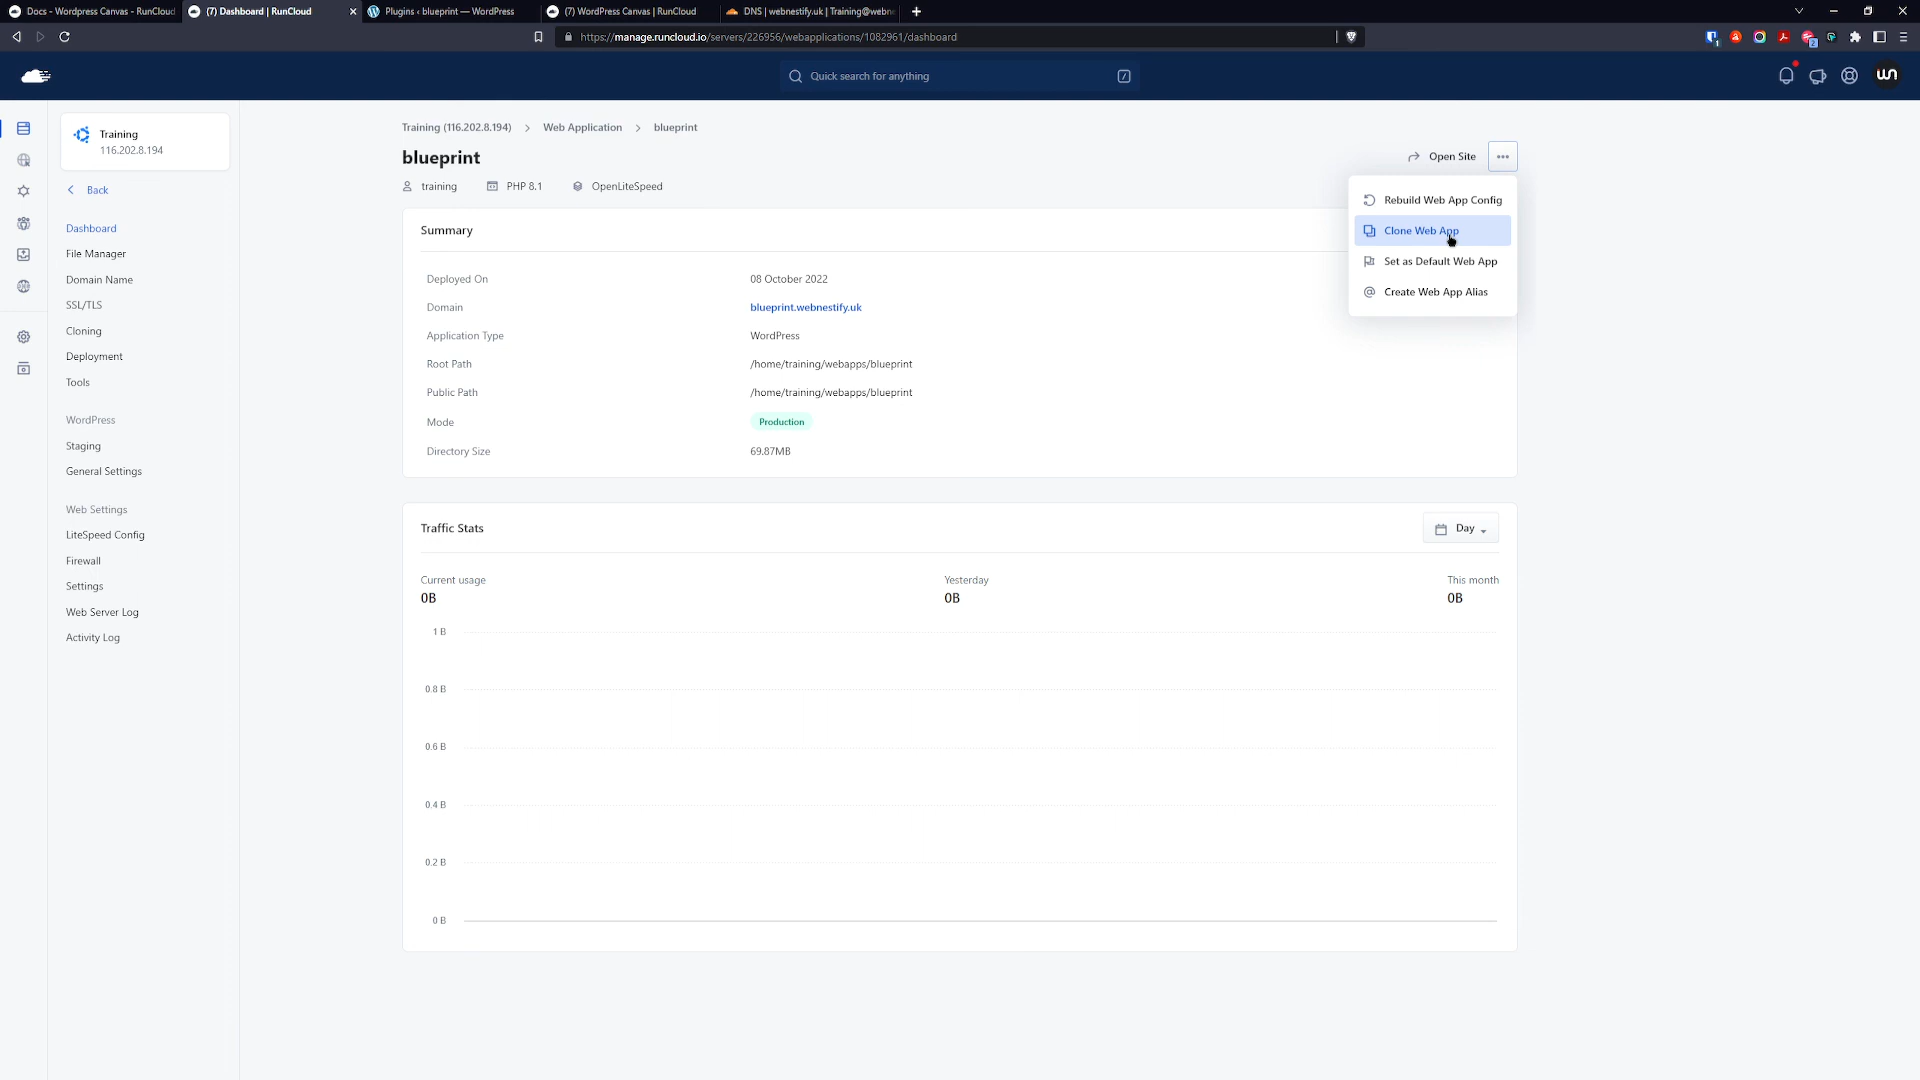 Docs - Wordpress Canvas - RunCloud
(7) Dashboard | RunCloud
Plugins ‹ blueprint — WordPress
(7) WordPress Canvas | RunCloud
DNS | webnestify.uk | Training@webne
https://manage.runcloud.io/servers/226956/webapplications/1082961/dashboard
Quick search for anything
/
wn
Training
116.202.8.194
Back
Dashboard
File Manager
Domain Name
SSL/TLS
Cloning
Deployment
Tools
WordPress
Staging
General Settings
Web Settings
LiteSpeed Config
Firewall
Settings
Web Server Log
Activity Log
Training (116.202.8.194) > Web Application > blueprint
blueprint
training
PHP 8.1
OpenLiteSpeed
Open Site
Rebuild Web App Config
Clone Web App
Set as Default Web App
Create Web App Alias
Summary
Deployed On 08 October 2022
Domain blueprint.webnestify.uk
Application Type WordPress
Root Path /home/training/webapps/blueprint
Public Path /home/training/webapps/blueprint
Mode Production
Directory Size 69.87MB
Traffic Stats
Day
Current usage
0B
Yesterday
0B
This month
0B
1 B
0.8 B
0.6 B
0.4 B
0.2 B
0 B